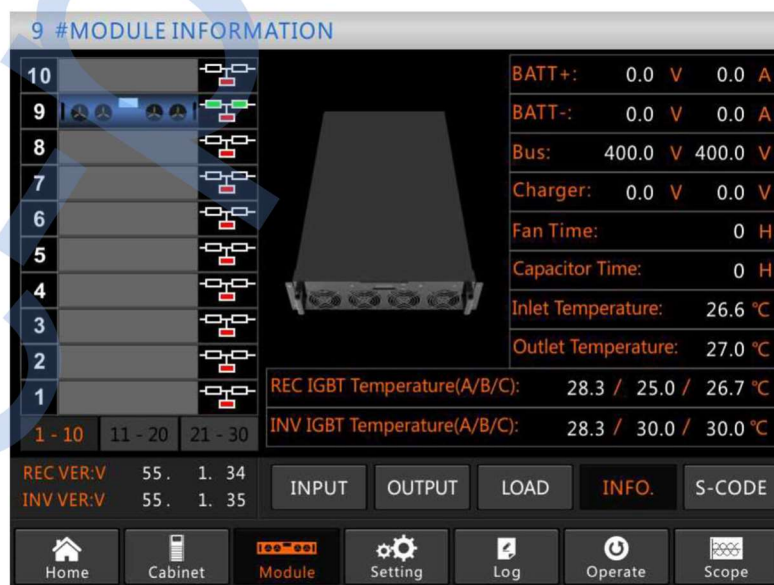 9 #MODULE INFORMATION
10
9
8
7
6
5
4
3
2
1
1 - 10 11 - 20 21 - 30
BATT+: 0.0 V 0.0 A
BATT-: 0.0 V 0.0 A
Bus: 400.0 V 400.0 V
Charger: 0.0 V 0.0 V
Fan Time: 0 H
Capacitor Time: 0 H
Inlet Temperature: 26.6 ℃
Outlet Temperature: 27.0 ℃
REC IGBT Temperature(A/B/C): 28.3 / 25.0 / 26.7 ℃
INV IGBT Temperature(A/B/C): 28.3 / 30.0 / 30.0 ℃
REC VER:V 55. 1. 34
INV VER:V 55. 1. 35
INPUT OUTPUT LOAD INFO. S-CODE
Home Cabinet Module Setting Log Operate Scope